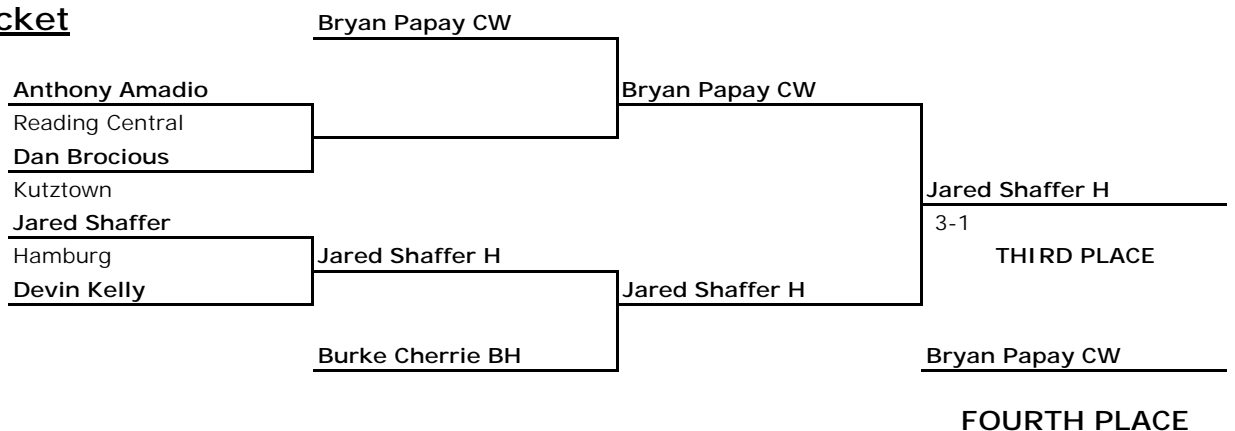 Bryan Papay CW
Anthony Amadio
Bryan Papay CW
Reading Central
Dan Brocious
Kutztown
Jared Shaffer H
Jared Shaffer
3-1
Hamburg
Jared Shaffer H
THIRD PLACE
Devin Kelly
Jared Shaffer H
Burke Cherrie BH
Bryan Papay CW
FOURTH PLACE